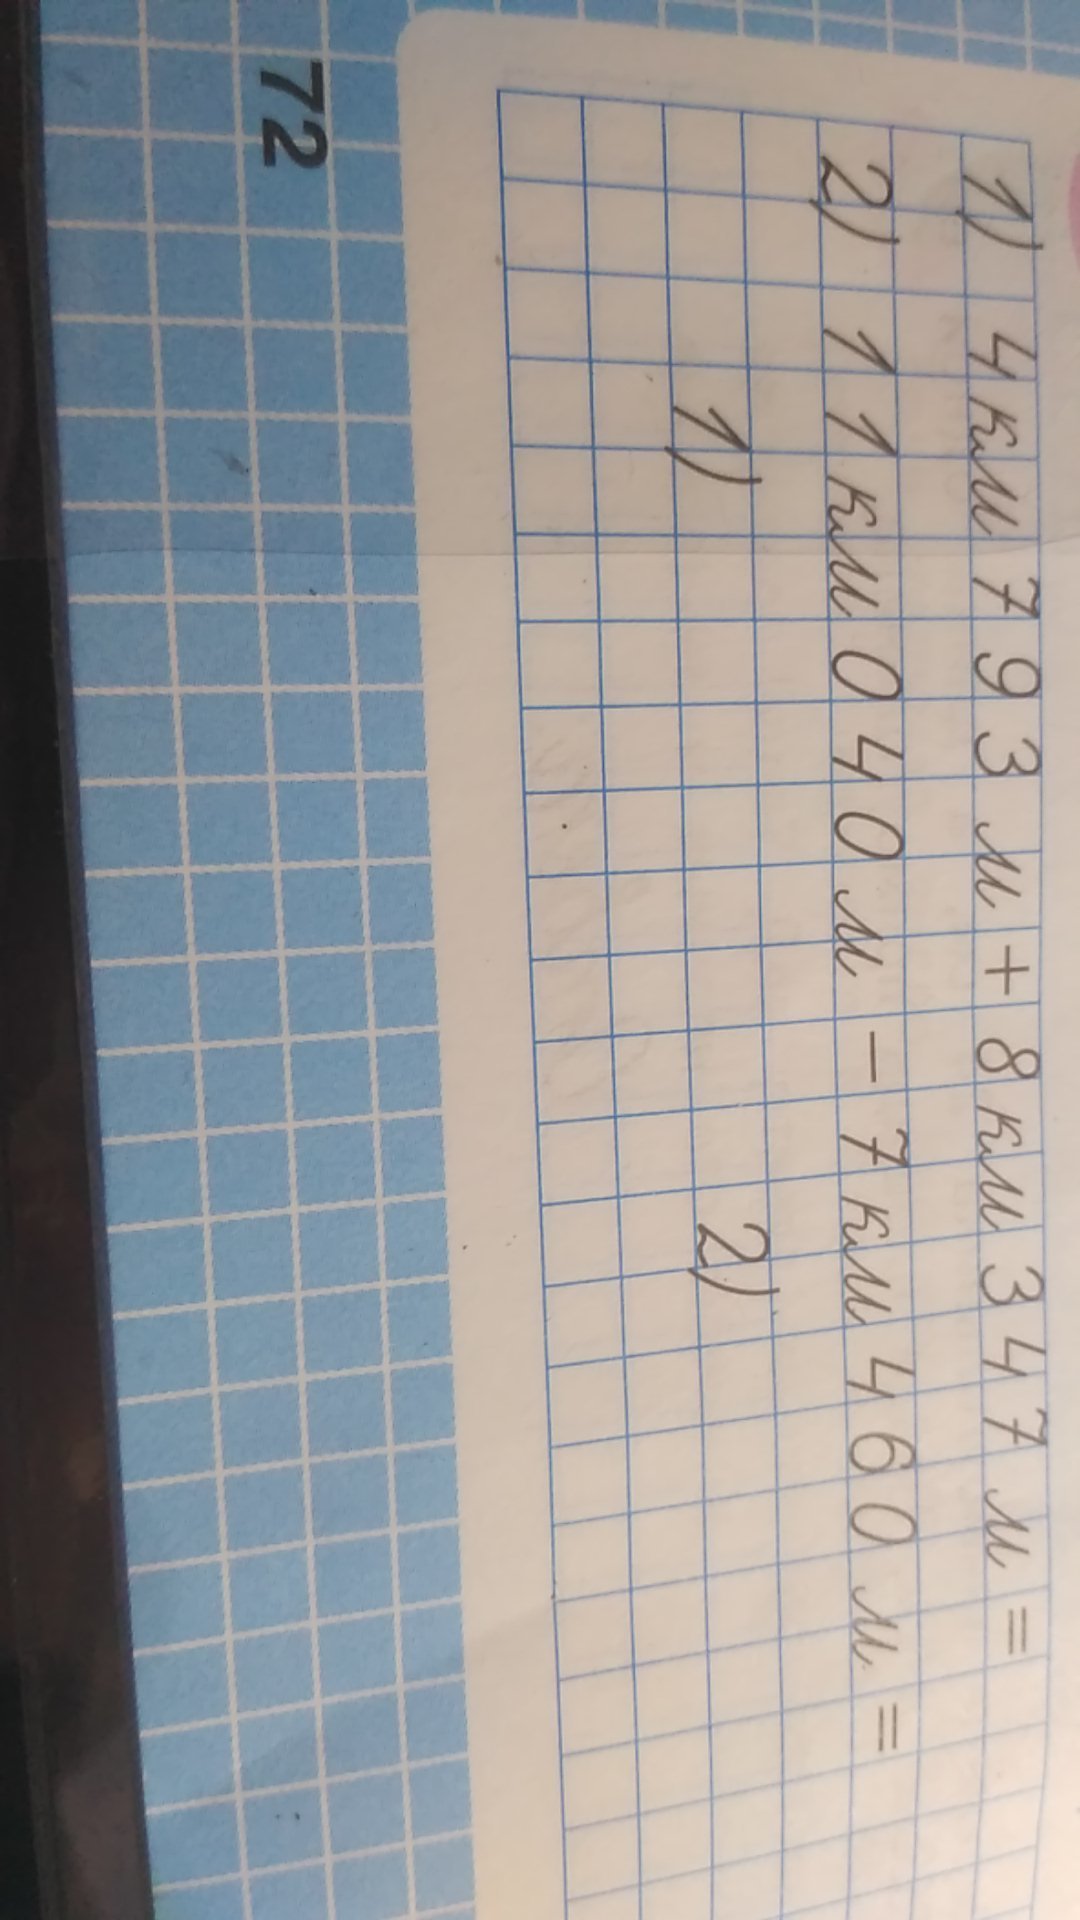 1) 4 км 793 м + 8 км 347 м =
2) 11 км 040 м - 7 км 460 м =
1) 2)
72